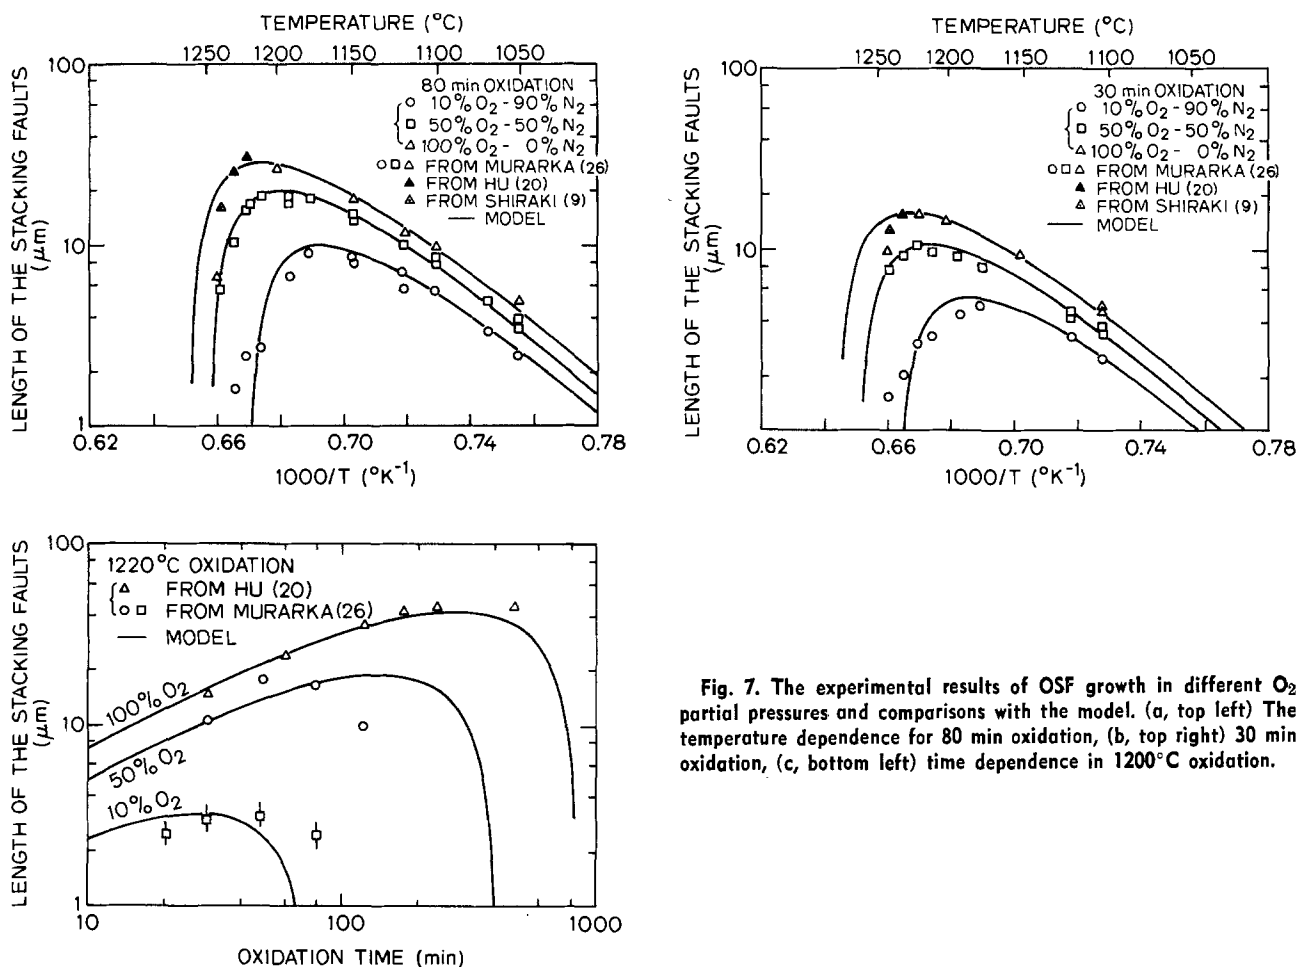 TEMPERATURE (°C)
1250 1200 1150 1100 1050
100
10
1
LENGTH OF THE STACKING FAULTS
(μm)
80 min OXIDATION
○ 10%O₂-90%N₂
□ 50%O₂-50%N₂
△ 100%O₂- 0%N₂
○□△ FROM MURARKA (26)
▲ FROM HU (20)
△ FROM SHIRAKI (9)
— MODEL
0.62 0.66 0.70 0.74 0.78
1000/T (°K⁻¹)
TEMPERATURE (°C)
1250 1200 1150 1100 1050
100
10
1
LENGTH OF THE STACKING FAULTS
(μm)
30 min OXIDATION
○ 10%O₂-90%N₂
□ 50%O₂-50%N₂
△ 100%O₂- 0%N₂
○□△ FROM MURARKA (26)
▲ FROM HU (20)
△ FROM SHIRAKI (9)
— MODEL
0.62 0.66 0.70 0.74 0.78
1000/T (°K⁻¹)
100
10
1
LENGTH OF THE STACKING FAULTS
(μm)
1220°C OXIDATION
△ FROM HU (20)
○ □ FROM MURARKA(26)
— MODEL
100%O₂
50%O₂
10%O₂
10 100 1000
OXIDATION TIME (min)
Fig. 7. The experimental results of OSF growth in different O₂
partial pressures and comparisons with the model. (a, top left) The
temperature dependence for 80 min oxidation, (b, top right) 30 min
oxidation, (c, bottom left) time dependence in 1200°C oxidation.